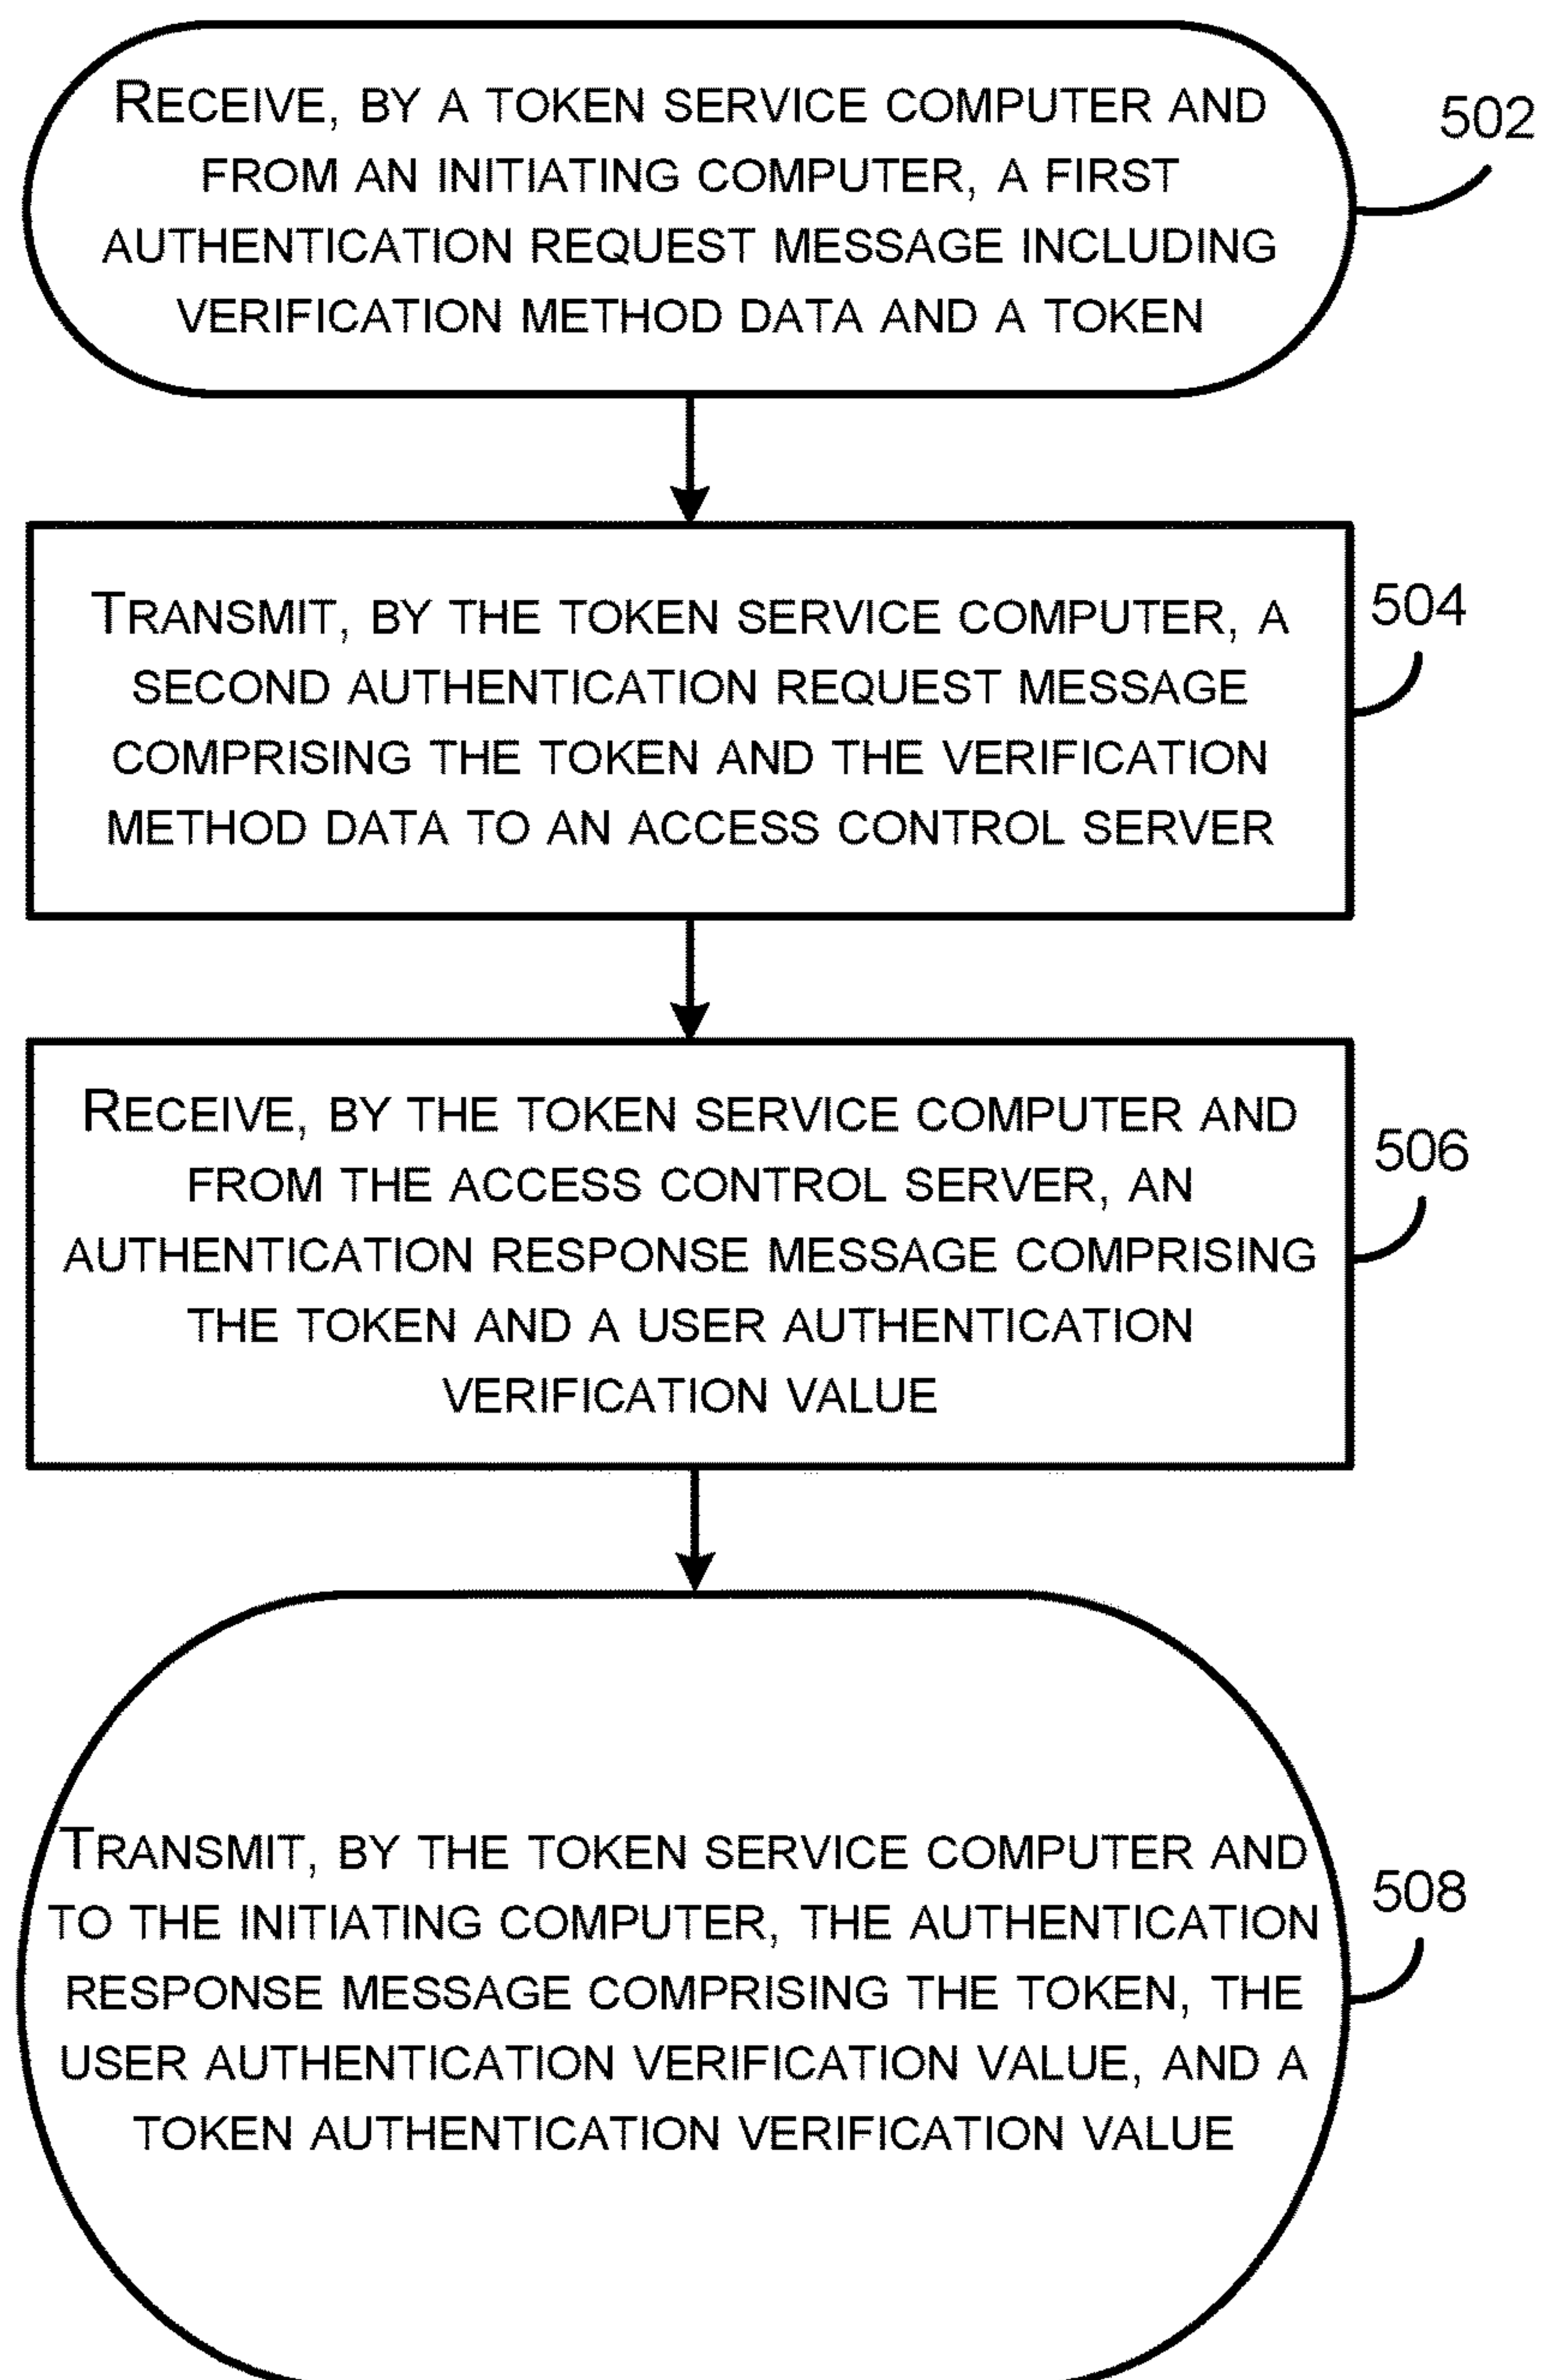 RECEIVE, BY A TOKEN SERVICE COMPUTER AND
FROM AN INITIATING COMPUTER, A FIRST
AUTHENTICATION REQUEST MESSAGE INCLUDING
VERIFICATION METHOD DATA AND A TOKEN
502
TRANSMIT, BY THE TOKEN SERVICE COMPUTER, A
SECOND AUTHENTICATION REQUEST MESSAGE
COMPRISING THE TOKEN AND THE VERIFICATION
METHOD DATA TO AN ACCESS CONTROL SERVER
504
RECEIVE, BY THE TOKEN SERVICE COMPUTER AND
FROM THE ACCESS CONTROL SERVER, AN
AUTHENTICATION RESPONSE MESSAGE COMPRISING
THE TOKEN AND A USER AUTHENTICATION
VERIFICATION VALUE
506
TRANSMIT, BY THE TOKEN SERVICE COMPUTER AND
TO THE INITIATING COMPUTER, THE AUTHENTICATION
RESPONSE MESSAGE COMPRISING THE TOKEN, THE
USER AUTHENTICATION VERIFICATION VALUE, AND A
TOKEN AUTHENTICATION VERIFICATION VALUE
508